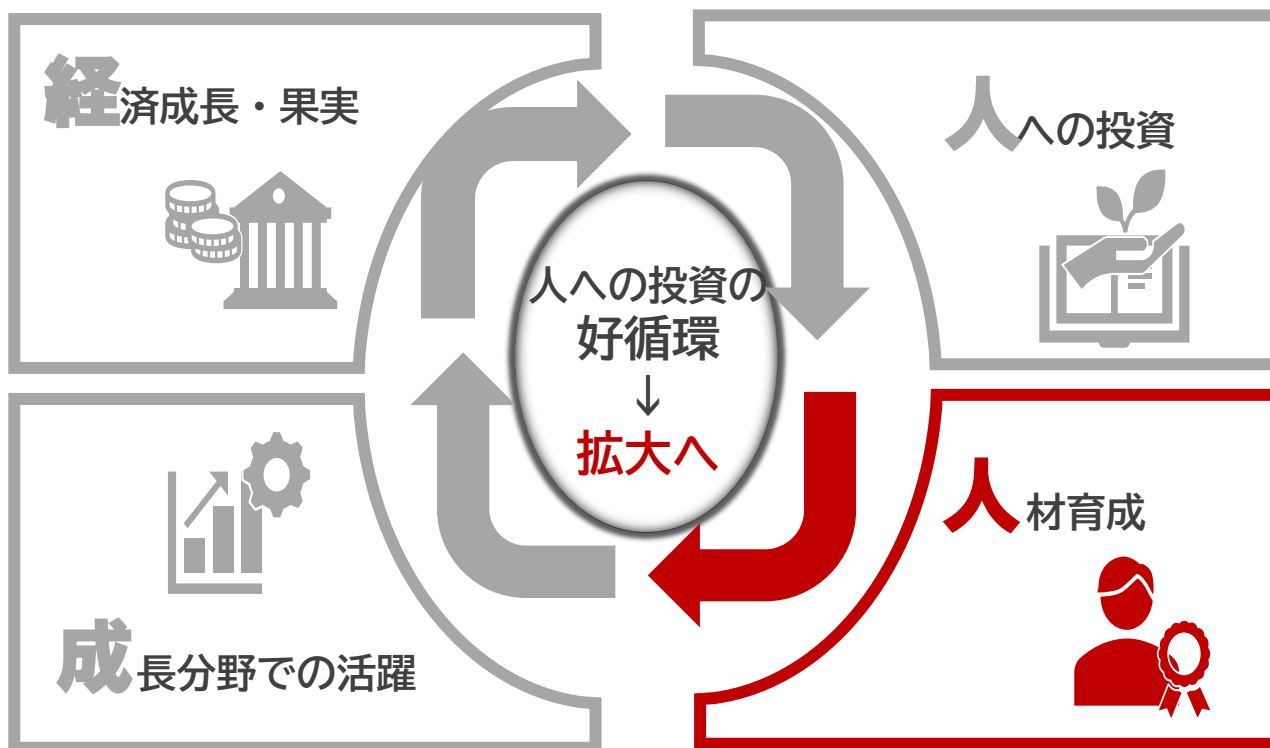 経済成長・果実
人への投資
人への投資の
好循環
↓
拡大へ
人材育成
成長分野での活躍